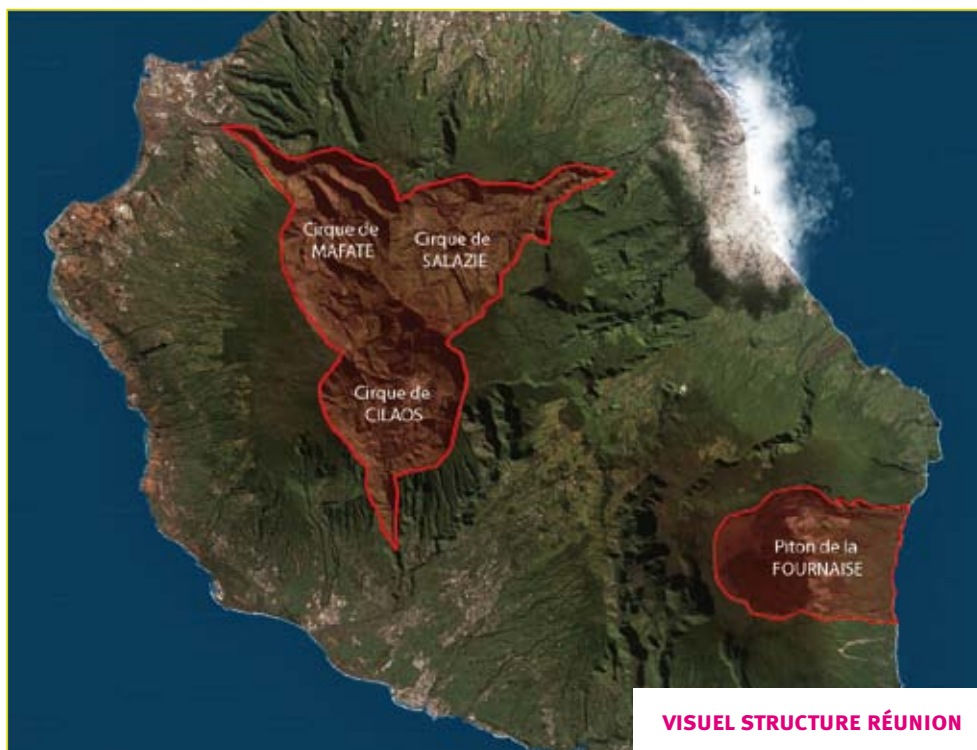 Cirque de
MAFATE
Cirque de
SALAZIE
Cirque de
CILAOS
Piton de la
FOURNAISE
VISUEL STRUCTURE RÉUNION